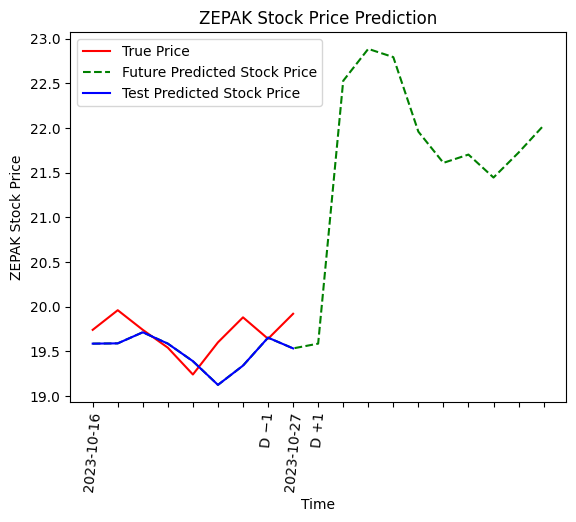 ZEPAK Stock Price Prediction
True Price
Future Predicted Stock Price
Test Predicted Stock Price
ZEPAK Stock Price
23.0
22.5
22.0
21.5
21.0
20.5
20.0
19.5
19.0
2023-10-16
D −1
2023-10-27
D +1
Time